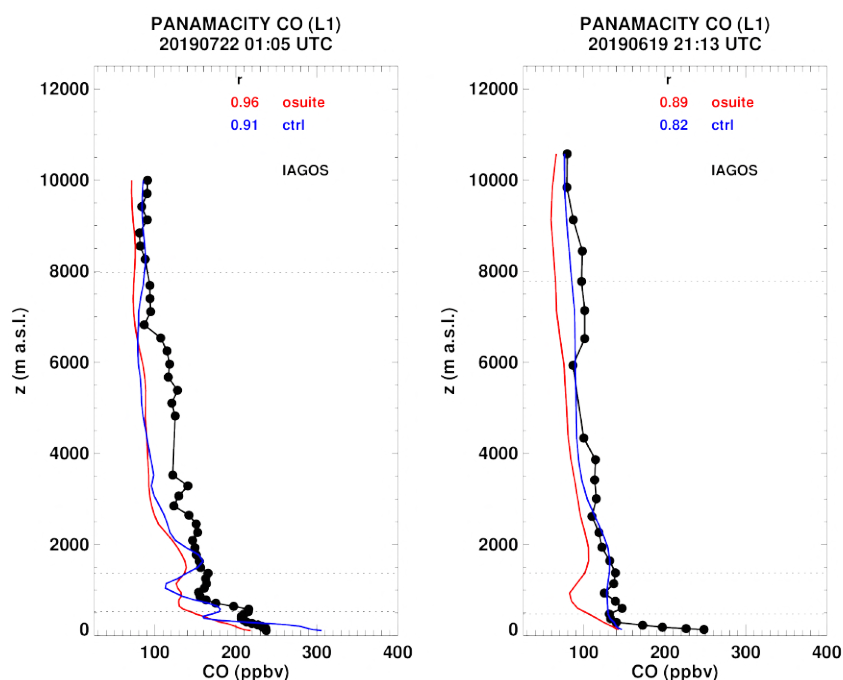 PANAMACITY CO (L1)
20190722 01:05 UTC
r
0.96 osuite
0.91 ctrl
IAGOS
12000
10000
8000
6000
4000
2000
0
z (m a.s.l.)
100 200 300 400
CO (ppbv)
PANAMACITY CO (L1)
20190619 21:13 UTC
r
0.89 osuite
0.82 ctrl
IAGOS
12000
10000
8000
6000
4000
2000
0
z (m a.s.l.)
100 200 300 400
CO (ppbv)